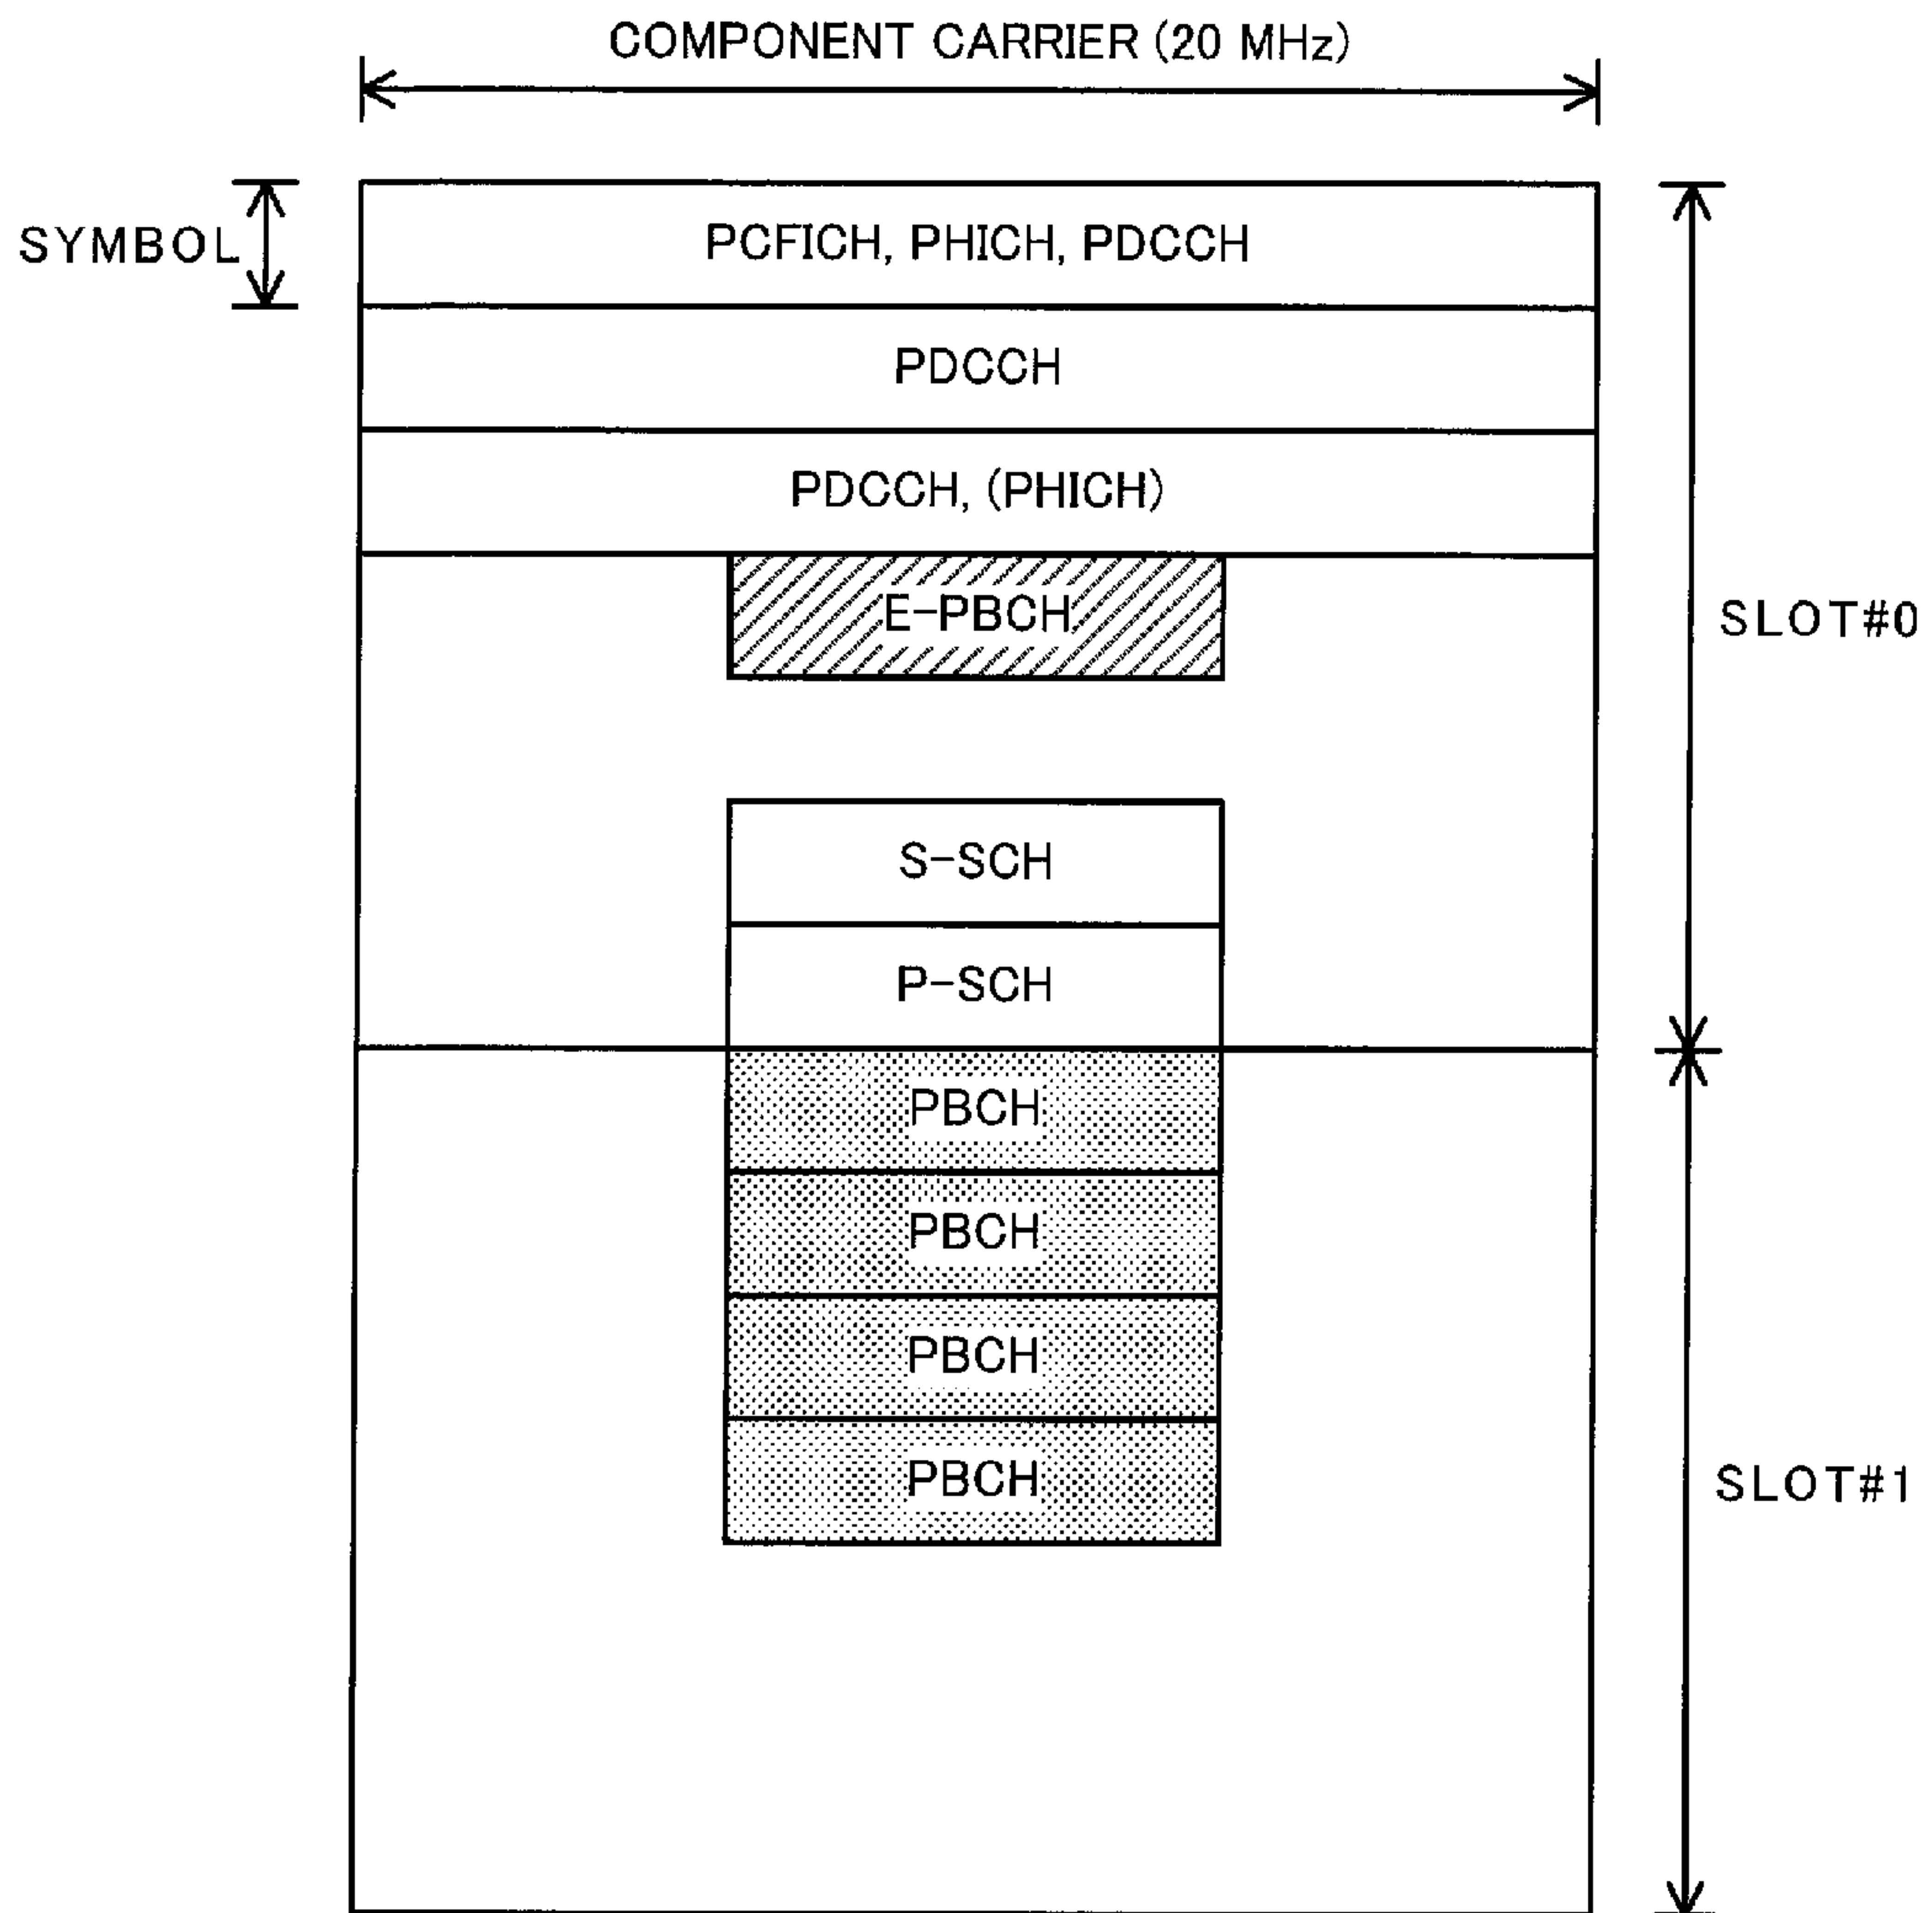 COMPONENT CARRIER (20 MHz)
SYMBOL
PCFICH, PHICH, PDCCH
PDCCH
PDCCH, (PHICH)
E-PBCH
SLOT#0
S-SCH
P-SCH
PBCH
PBCH
PBCH
PBCH
SLOT#1